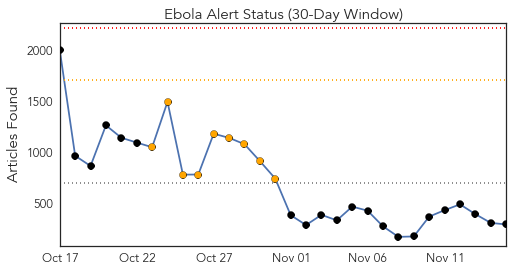 Ebola Alert Status (30-Day Window)
Articles Found
2000
1500
1000
500
Oct 17
Oct 22
Oct 27
Nov 01
Nov 06
Nov 11